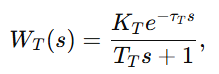 W_T(s) = \frac{K_T e^{-\tau_T s}}{T_T s + 1},